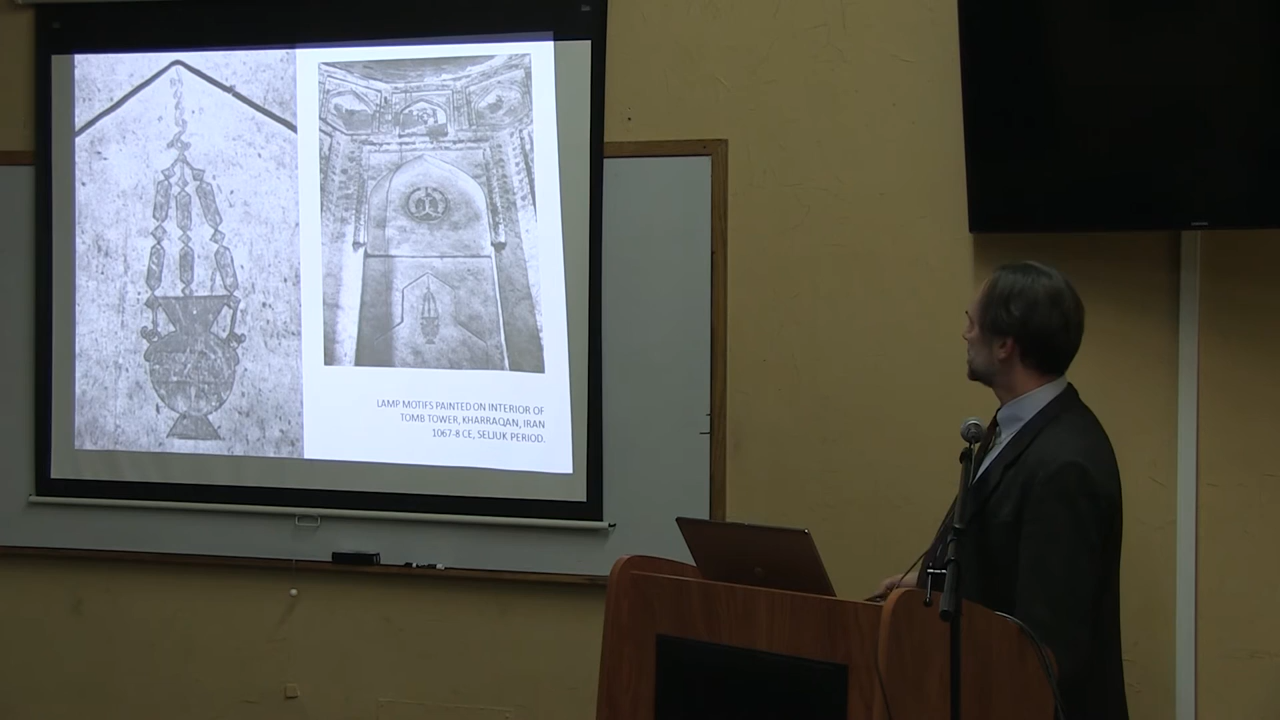 LAMP MOTIFS PAINTED ON INTERIOR OF
TOMB TOWER, KHARRAQAN, IRAN
1067-8 CE, SELJUK PERIOD.